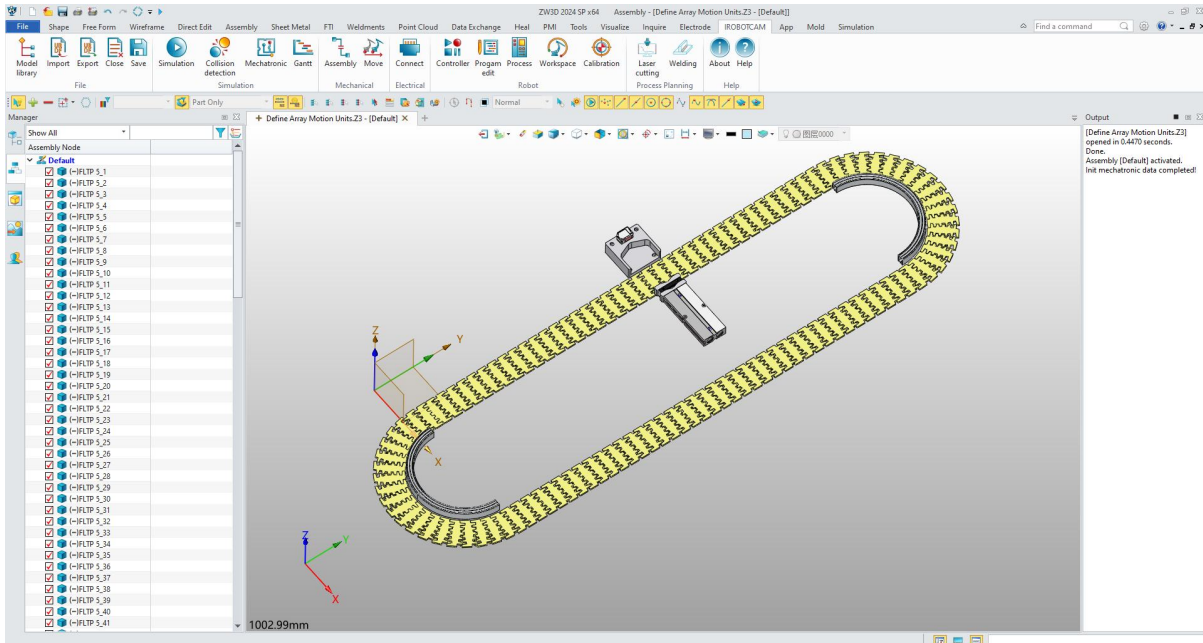 ZW3D 2024 SP x64 Assembly - [Define Array Motion Units.Z3 - [Default]]
File Shape Free Form Wireframe Direct Edit Assembly Sheet Metal FTI Weldments Point Cloud Data Exchange Heal PMI Tools Visualize Inquire Electrode IROBOTCAM App Mold Simulation Find a command
Model library Import Export Close Save Simulation Collision detection Mechatronic Gantt Assembly Move Connect Controller Progam edit Process Workspace Calibration Laser cutting Welding About Help
File Simulation Mechanical Electrical Robot Process Planning Help
Part Only Normal
Manager
Define Array Motion Units.Z3 - [Default]
Output
Show All
图层0000
Assembly Node
Default
(-)FLTP 5_1
(-)FLTP 5_2
(-)FLTP 5_3
(-)FLTP 5_4
(-)FLTP 5_5
(-)FLTP 5_6
(-)FLTP 5_7
(-)FLTP 5_8
(-)FLTP 5_9
(-)FLTP 5_10
(-)FLTP 5_11
(-)FLTP 5_12
(-)FLTP 5_13
(-)FLTP 5_14
(-)FLTP 5_15
(-)FLTP 5_16
(-)FLTP 5_17
(-)FLTP 5_18
(-)FLTP 5_19
(-)FLTP 5_20
(-)FLTP 5_21
(-)FLTP 5_22
(-)FLTP 5_23
(-)FLTP 5_24
(-)FLTP 5_25
(-)FLTP 5_26
(-)FLTP 5_27
(-)FLTP 5_28
(-)FLTP 5_29
(-)FLTP 5_30
(-)FLTP 5_31
(-)FLTP 5_32
(-)FLTP 5_33
(-)FLTP 5_34
(-)FLTP 5_35
(-)FLTP 5_36
(-)FLTP 5_37
(-)FLTP 5_38
(-)FLTP 5_39
(-)FLTP 5_40
(-)FLTP 5_41
Z
Y
X
Z
Y
X
1002.99mm
[Define Array Motion Units.Z3]
opened in 0.4470 seconds.
Done.
Assembly [Default] activated.
Init mechatronic data completed!